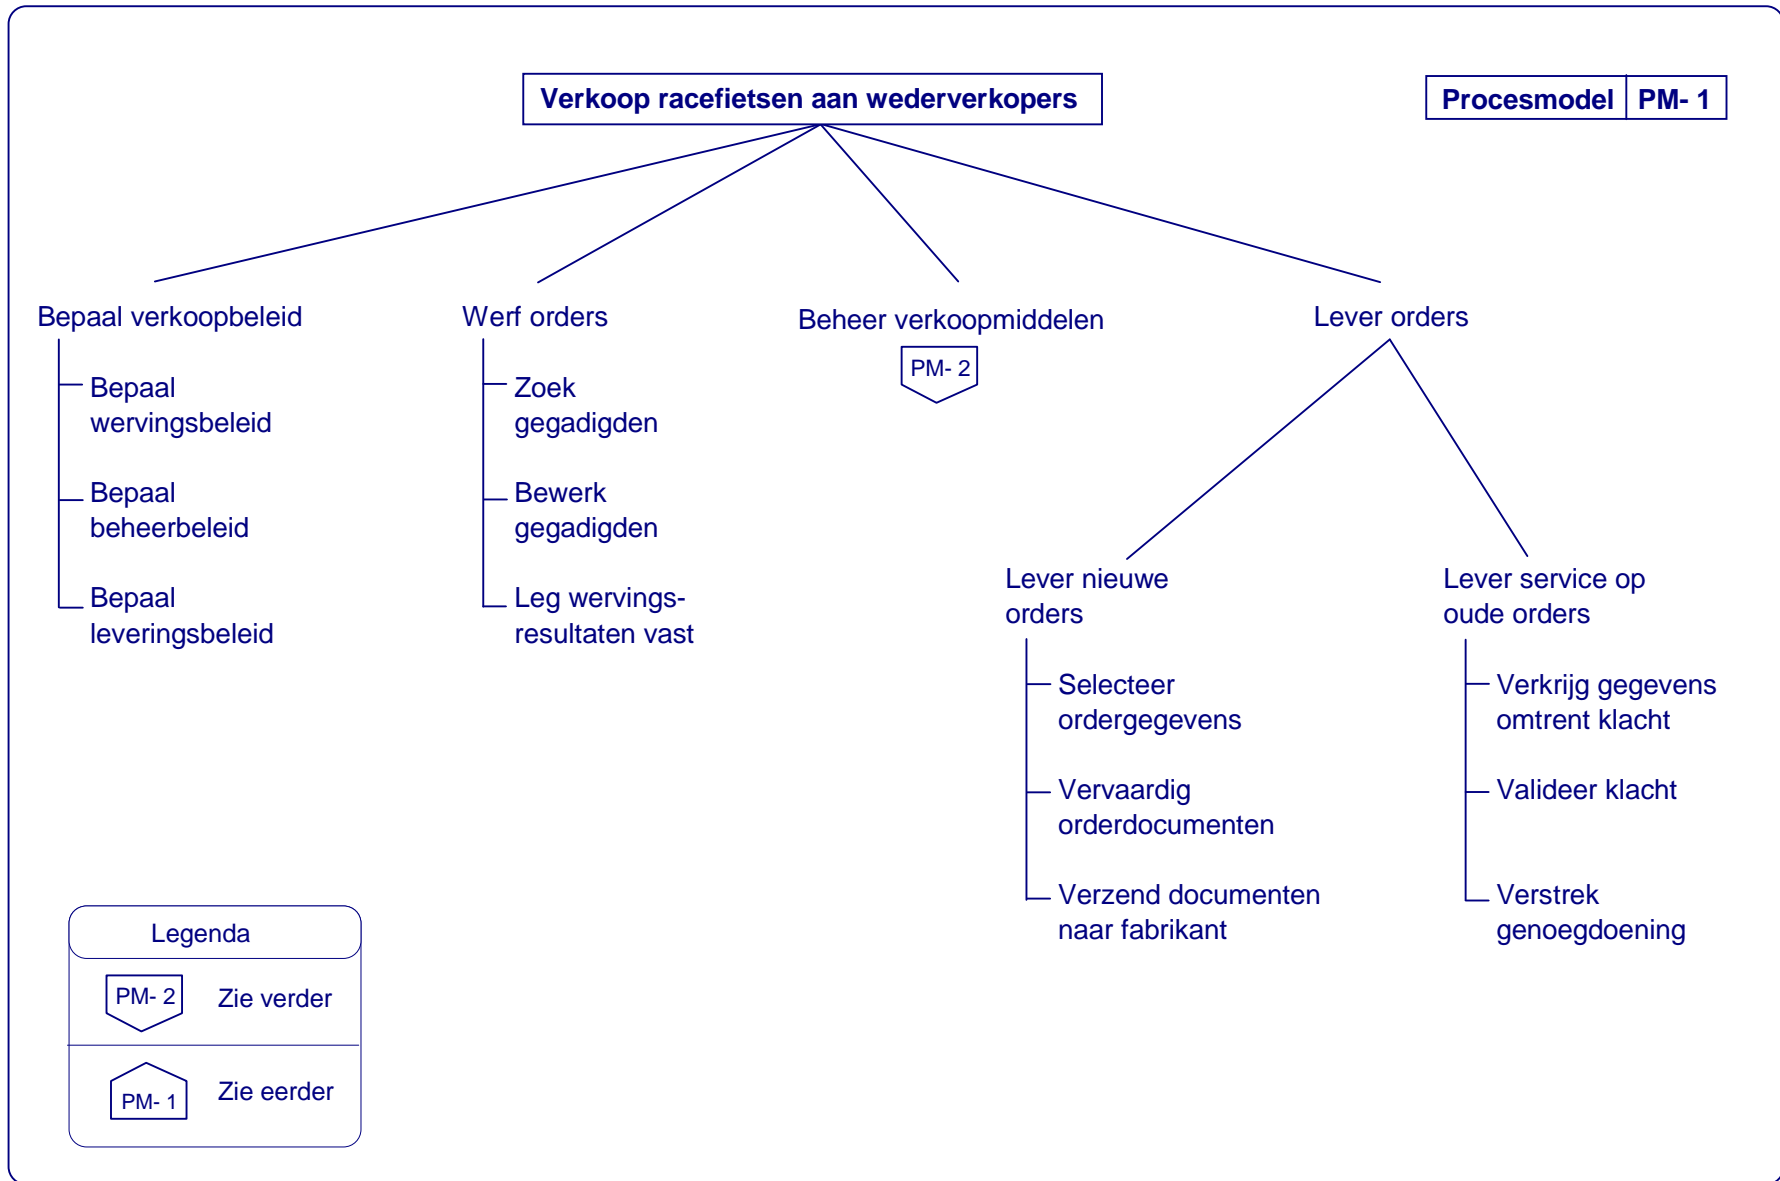 Verkoop racefietsen aan wederverkopers
Procesmodel PM- 1
Bepaal verkoopbeleid
Bepaal
wervingsbeleid
Bepaal
beheerbeleid
Bepaal
leveringsbeleid
Werf orders
Zoek
gegadigden
Bewerk
gegadigden
Leg wervings-
resultaten vast
Beheer verkoopmiddelen
PM- 2
Lever orders
Lever nieuwe
orders
Selecteer
ordergegevens
Vervaardig
orderdocumenten
Verzend documenten
naar fabrikant
Lever service op
oude orders
Verkrijg gegevens
omtrent klacht
Valideer klacht
Verstrek
genoegdoening
Legenda
PM- 2 Zie verder
PM- 1 Zie eerder